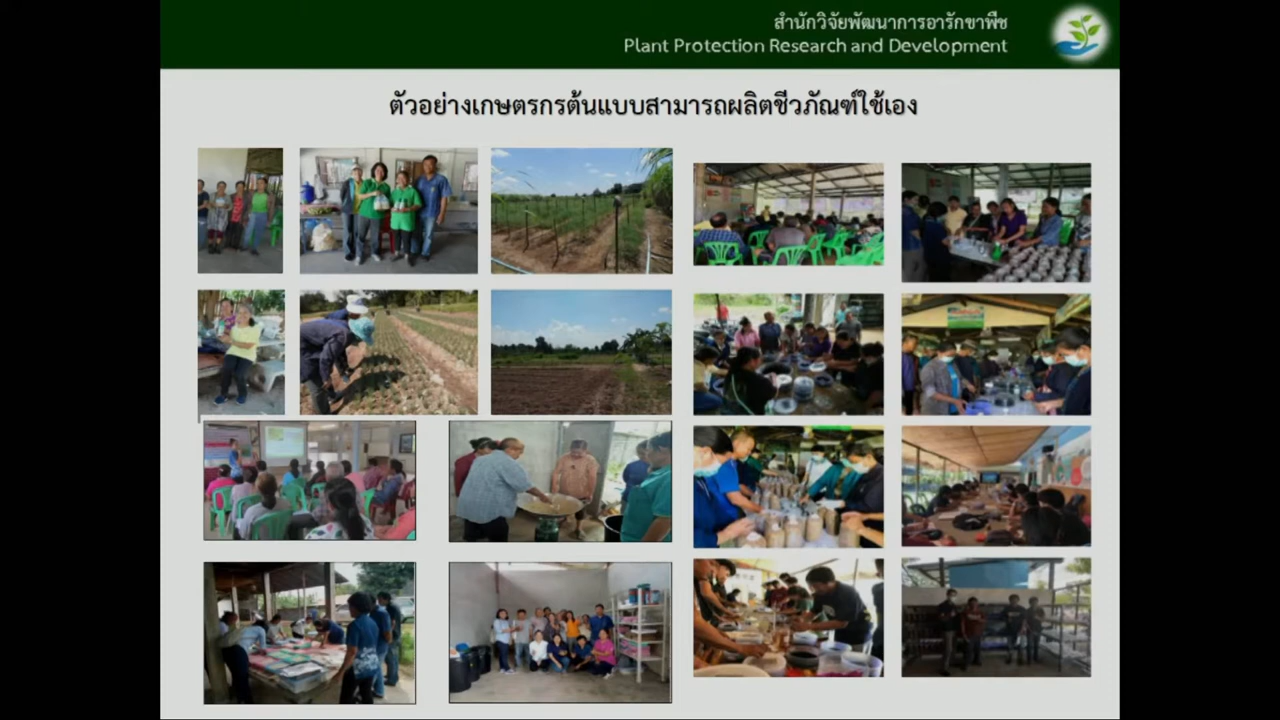 สำนักวิจัยพัฒนาการอารักขาพืช
Plant Protection Research and Development
ตัวอย่างเกษตรกรต้นแบบสามารถผลิตชีวภัณฑ์ใช้เอง